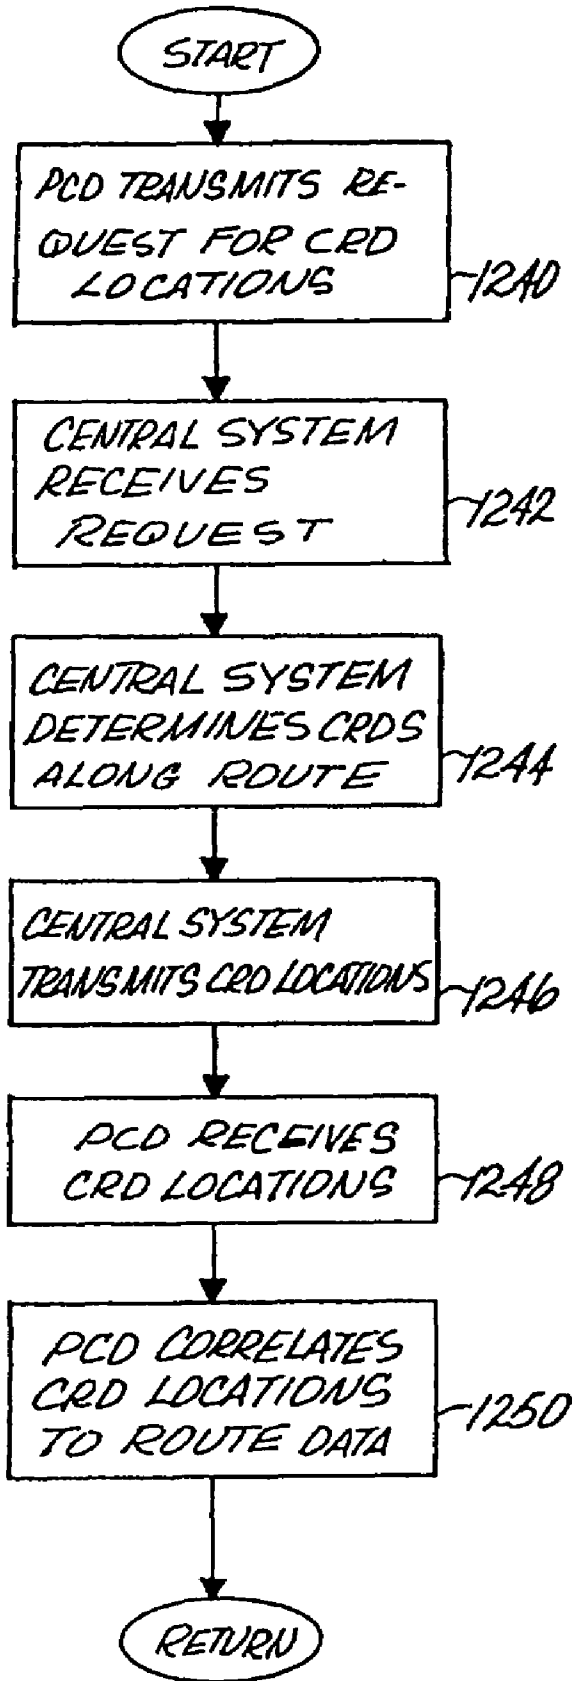 START
PCD TRANSMITS RE-
QUEST FOR CRD
LOCATIONS
1240
CENTRAL SYSTEM
RECEIVES
REQUEST
1242
CENTRAL SYSTEM
DETERMINES CRDS
ALONG ROUTE
1244
CENTRAL SYSTEM
TRANSMITS CRD LOCATIONS
1246
PCD RECEIVES
CRD LOCATIONS
1248
PCD CORRELATES
CRD LOCATIONS
TO ROUTE DATA
1250
RETURN